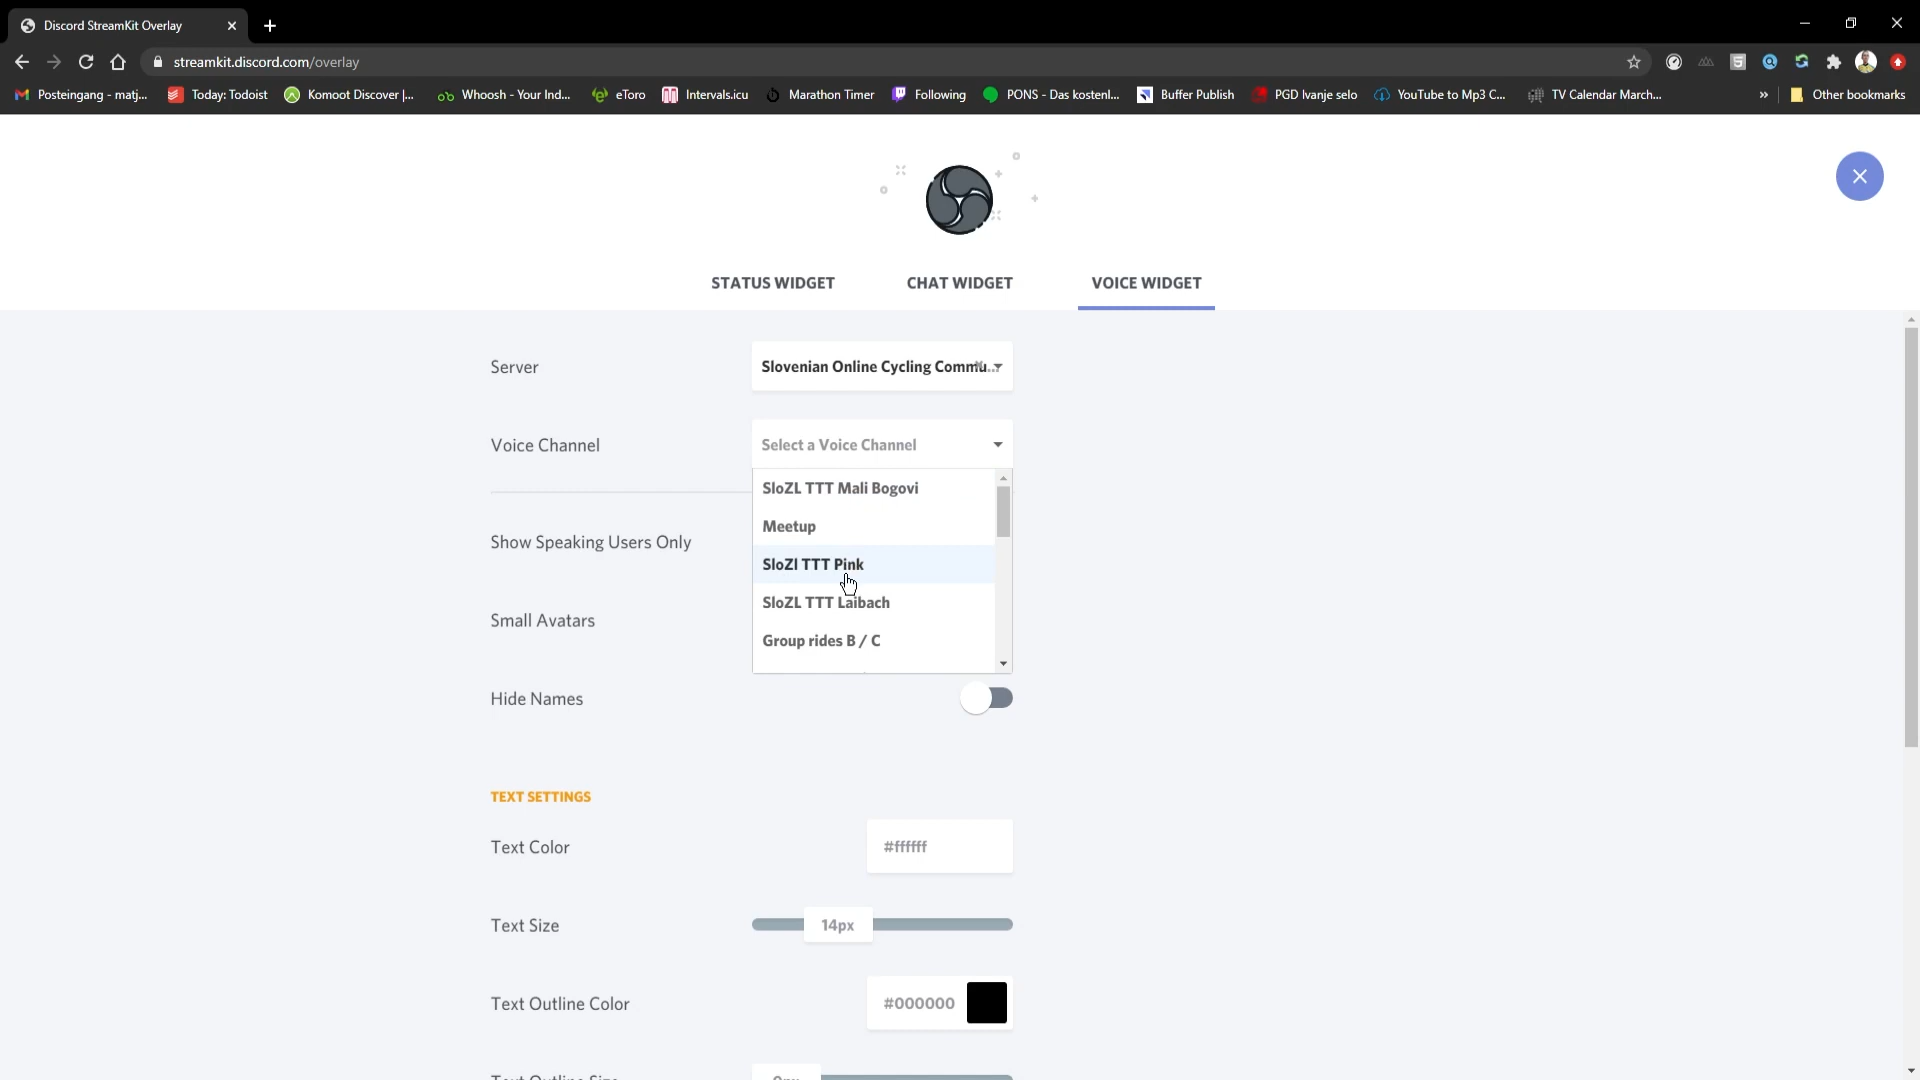 Discord StreamKit Overlay
streamkit.discord.com/overlay
Posteingang - matj...
Today: Todoist
Komoot Discover |...
Whoosh - Your Ind...
eToro
Intervals.icu
Marathon Timer
Following
PONS - Das kostenl...
Buffer Publish
PGD Ivanje selo
YouTube to Mp3 C...
TV Calendar March...
»
Other bookmarks
STATUS WIDGET
CHAT WIDGET
VOICE WIDGET
Server
Slovenian Online Cycling Commu...
Voice Channel
Select a Voice Channel
SloZL TTT Mali Bogovi
Meetup
SloZl TTT Pink
SloZL TTT Laibach
Group rides B / C
Show Speaking Users Only
Small Avatars
Hide Names
TEXT SETTINGS
Text Color
#ffffff
Text Size
14px
Text Outline Color
#000000
Text Outline Size
0px